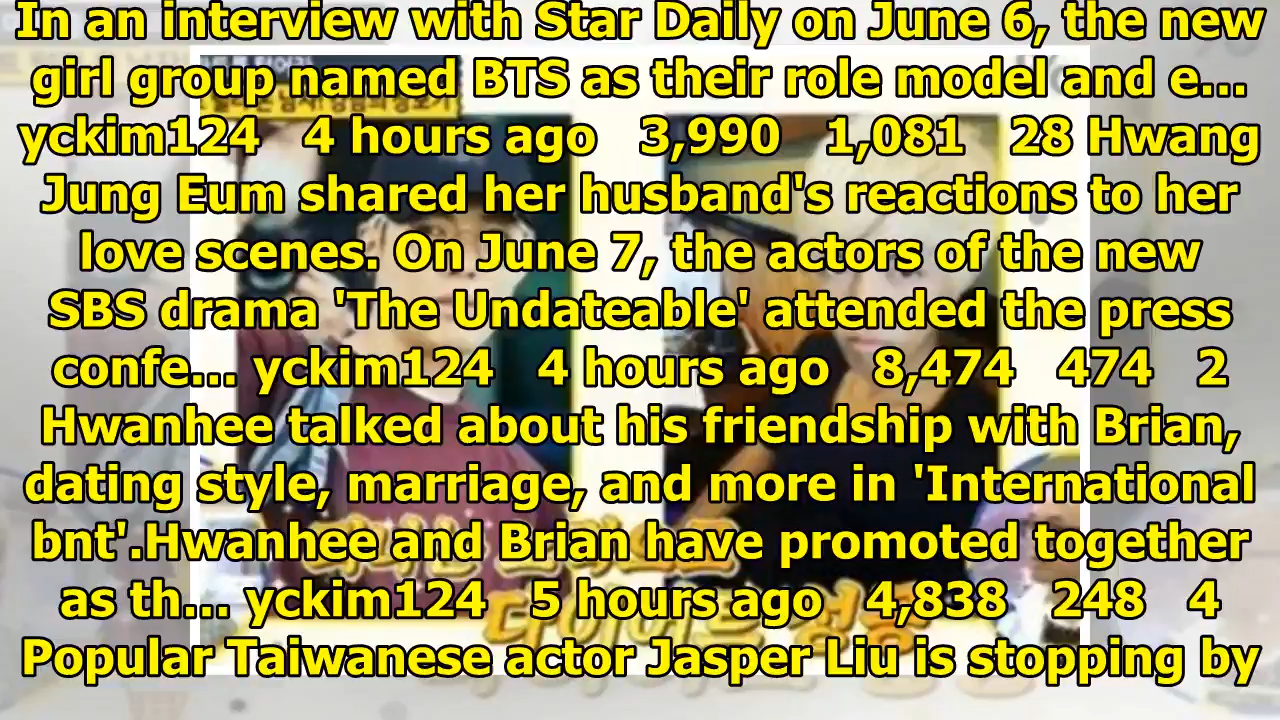 In an interview with Star Daily on June 6, the new
girl group named BTS as their role model and e...
yckim124 4 hours ago 3,990 1,081 28 Hwang
Jung Eum shared her husband's reactions to her
love scenes. On June 7, the actors of the new
SBS drama 'The Undateable' attended the press
confe... yckim124 4 hours ago 8,474 474 2
Hwanhee talked about his friendship with Brian,
dating style, marriage, and more in 'International
bnt'.Hwanhee and Brian have promoted together
as th... yckim124 5 hours ago 4,838 248 4
Popular Taiwanese actor Jasper Liu is stopping by